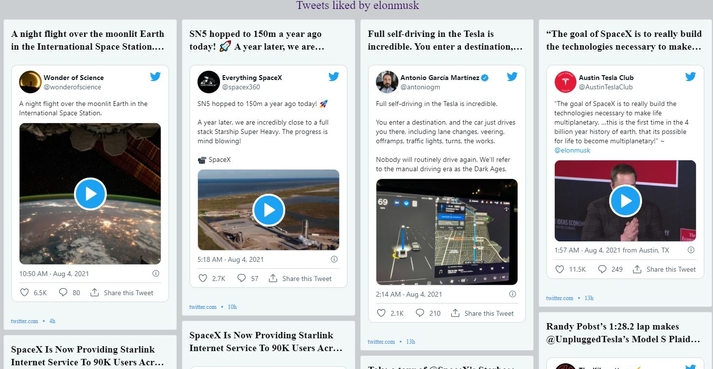 Tweets liked by elonmusk
A night flight over the moonlit Earth
in the International Space Station.…
Wonder of Science
@wonderofscience
A night flight over the moonlit Earth in the
International Space Station.
10:50 AM · Aug 4, 2021
6.5K 80 Share this Tweet
twitter.com • 4h
SpaceX Is Now Providing Starlink
Internet Service To 90K Users Acr…
SN5 hopped to 150m a year ago
today! 🚀 A year later, we are…
Everything SpaceX
@spacex360
SN5 hopped to 150m a year ago today! 🚀
A year later, we are incredibly close to a full
stack Starship Super Heavy. The progress is
mind blowing!
📹 SpaceX
5:18 AM · Aug 4, 2021
2.7K 57 Share this Tweet
twitter.com • 10h
SpaceX Is Now Providing Starlink
Internet Service To 90K Users Acr…
Full self-driving in the Tesla is
incredible. You enter a destination,…
Antonio García Martínez
@antoniogm
Full self-driving in the Tesla is incredible.
You enter a destination, and the car just drives
you there, including lane changes, veering,
offramps, traffic lights, turns, the works.
Nobody will routinely drive again. We'll refer
to the manual driving era as the Dark Ages.
69
2:14 AM · Aug 4, 2021
2.1K 210 Share this Tweet
twitter.com • 13h
“The goal of SpaceX is to really build
the technologies necessary to make…
Austin Tesla Club
@AustinTeslaClub
"The goal of SpaceX is to really build the
technologies necessary to make life
multiplanetary. …this is the first time in the 4
billion year history of earth, that its possible
for life to become multiplanetary!" ~
@elonmusk
1:57 AM · Aug 4, 2021 from Austin, TX
11.5K 249 Share this Tweet
twitter.com • 13h
Randy Pobst’s 1:28.2 lap makes
@UnpluggedTesla’s Model S Plaid…